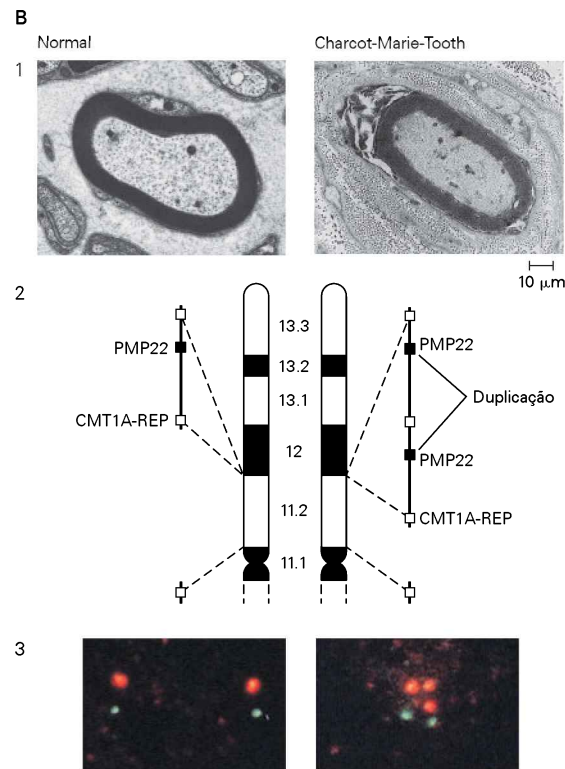 B
Normal
Charcot-Marie-Tooth
1
10 μm
2
13.3
PMP22
PMP22
13.2
13.1
Duplicação
CMT1A-REP
12
PMP22
11.2
CMT1A-REP
11.1
3